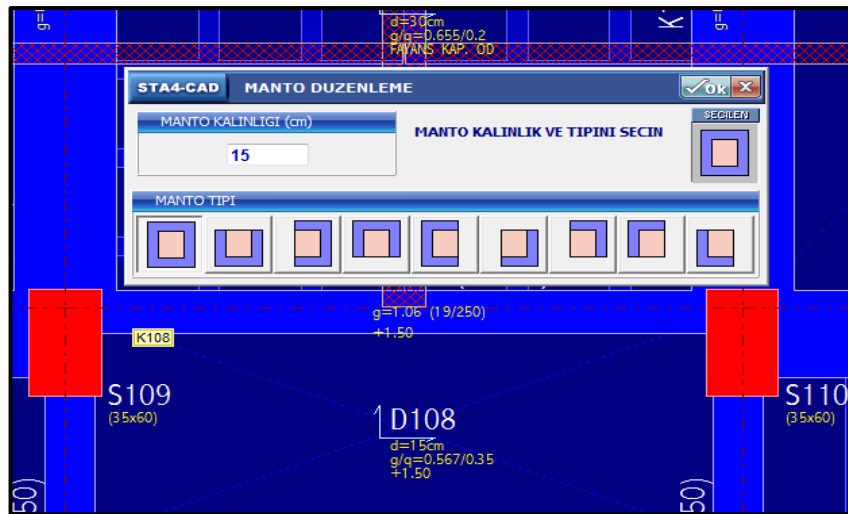 g=
d=30cm
g/q=0.655/0.2
FAYANS KAP. OD
K
g=
STA4-CAD MANTO DUZENLEME
Ok
MANTO KALINLIGI (cm)
15
MANTO KALINLIK VE TIPINI SECIN
SECILEN
MANTO TIPI
g=1.06 (19/250)
+1.50
K108
S109
(35x60)
D108
d=15cm
g/q=0.567/0.35
+1.50
S110
(35x60)
50)
50)